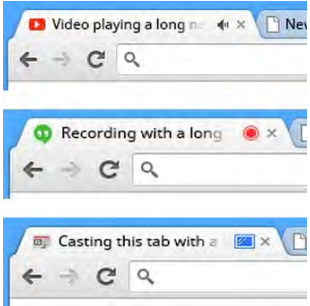 Video playing a long n
New
Recording with a long
Casting this tab with a